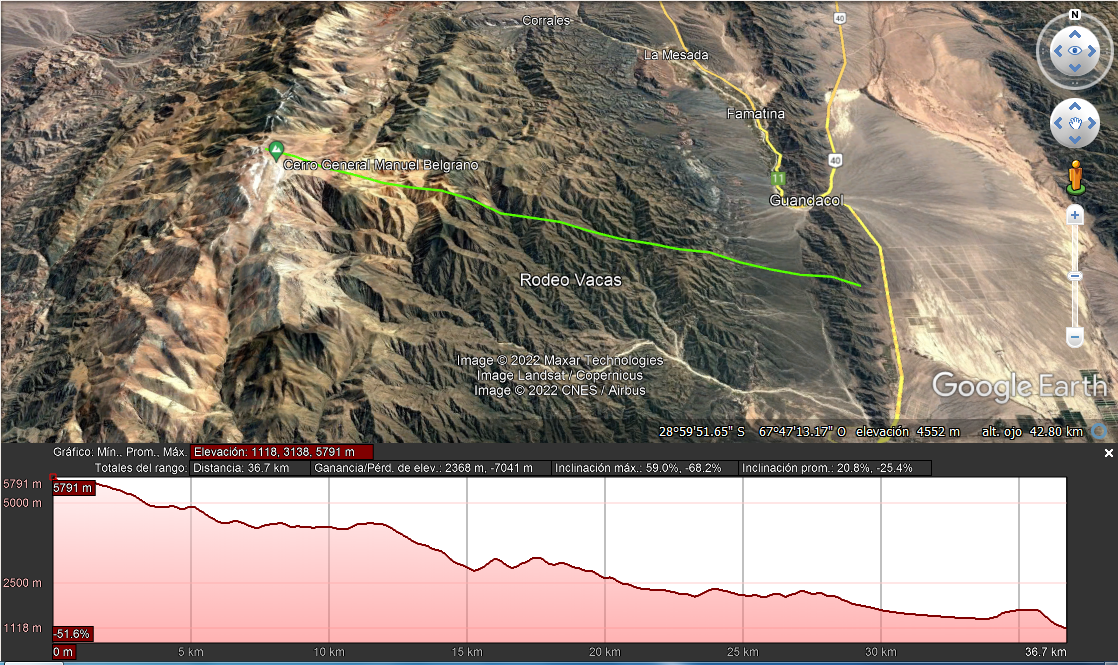 Corrales
40
N
La Mesada
Famatina
40
Cerro General Manuel Belgrano
11
Guandacol
Rodeo Vacas
Image © 2022 Maxar Technologies
Image Landsat / Copernicus
Image © 2022 CNES / Airbus
Google Earth
28°59'51.65" S 67°47'13.17" O elevación 4552 m alt. ojo 42.80 km
Gráfico: Mín., Prom., Máx. Elevación: 1118, 3138, 5791 m
Totales del rango: Distancia: 36.7 km Ganancia/Pérd. de elev.: 2368 m, -7041 m Inclinación máx.: 59.0%, -68.2% Inclinación prom.: 20.8%, -25.4%
5791 m
5791 m
5000 m
2500 m
1118 m
-51.6%
0 m 5 km 10 km 15 km 20 km 25 km 30 km 36.7 km